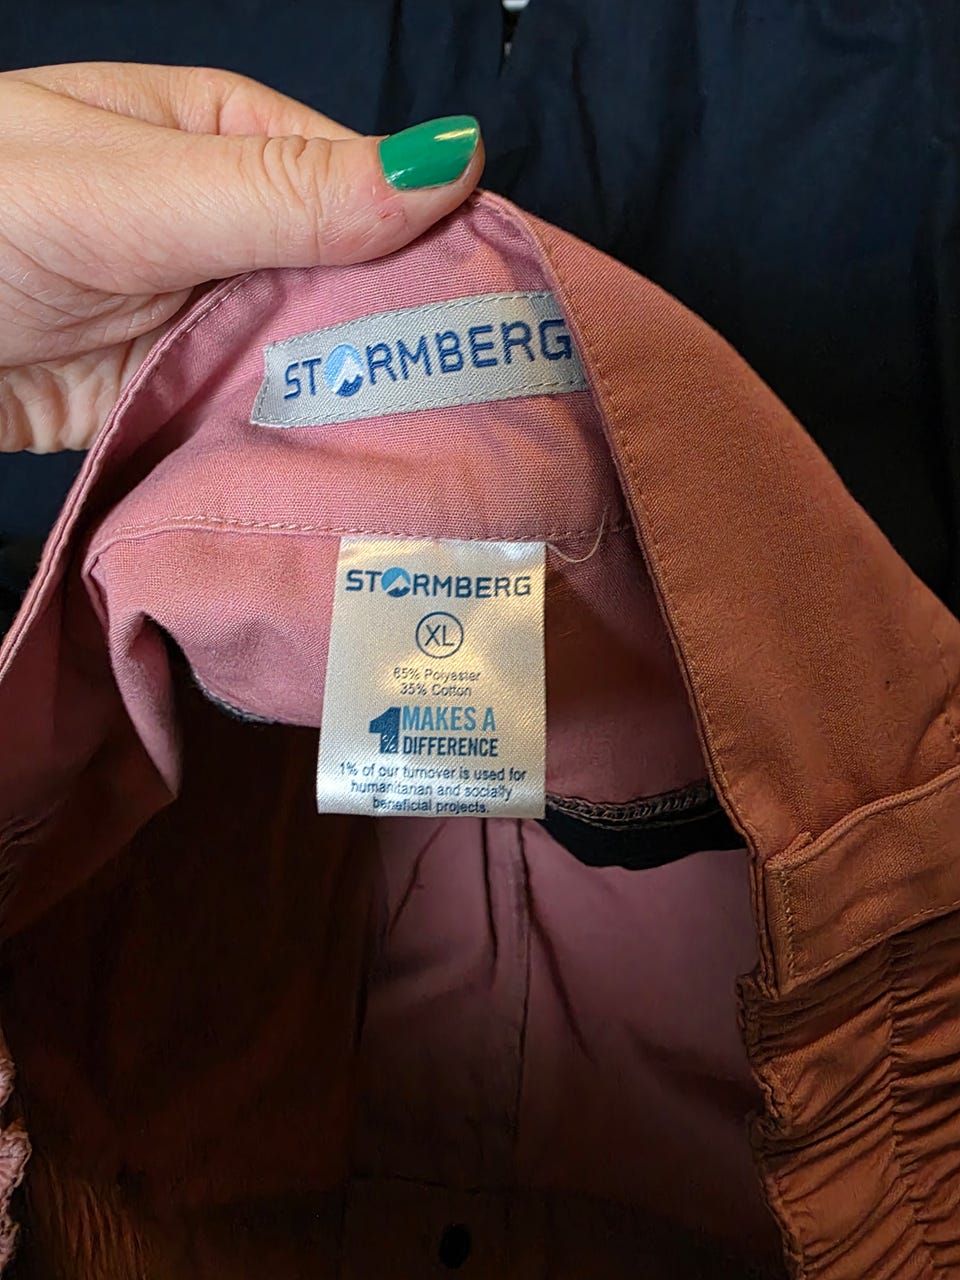 STORMBERG
STORMBERG
XL
65% Polyester
35% Cotton
1% MAKES A
DIFFERENCE
1% of our turnover is used for
humanitarian and socially
beneficial projects.